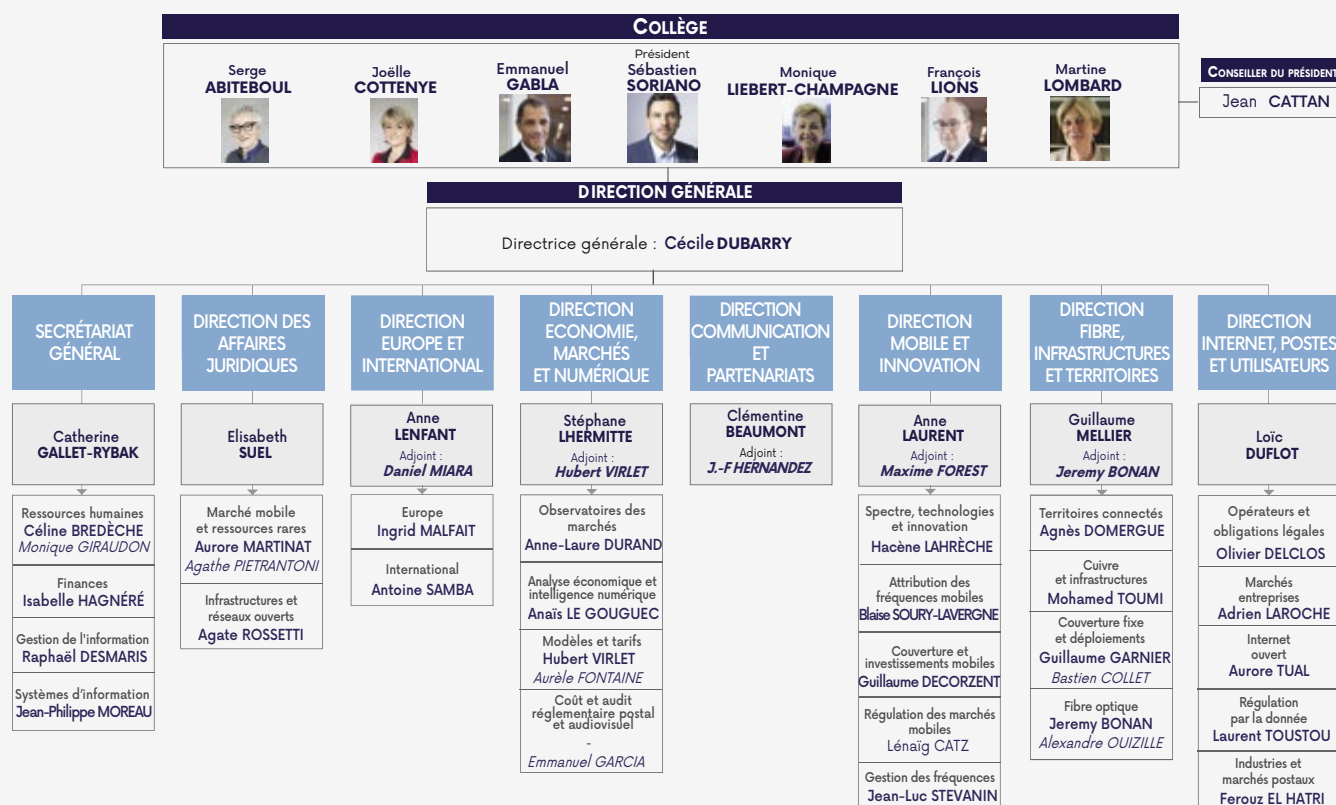 COLLÈGE
Serge
ABITEBOUL
Joëlle
COTTENYE
Emmanuel
GABLA
Président
Sébastien
SORIANO
Monique
LIEBERT-CHAMPAGNE
François
LIONS
Martine
LOMBARD
CONSEILLER DU PRÉSIDENT
Jean CATTAN
DIRECTION GÉNÉRALE
Directrice générale : Cécile DUBARRY
SECRÉTARIAT
GÉNÉRAL
Catherine
GALLET-RYBAK
Ressources humaines
Céline BREDÈCHE
Monique GIRAUDON
Finances
Isabelle HAGNÉRÉ
Gestion de l'information
Raphaël DESMARIS
Systèmes d'information
Jean-Philippe MOREAU
DIRECTION DES
AFFAIRES
JURIDIQUES
Elisabeth
SUEL
Marché mobile
et ressources rares
Aurore MARTINAT
Agathe PIETRANTONI
Infrastructures et
réseaux ouverts
Agate ROSSETTI
DIRECTION
EUROPE ET
INTERNATIONAL
Anne
LENFANT
Adjoint :
Daniel MIARA
Europe
Ingrid MALFAIT
International
Antoine SAMBA
DIRECTION
ECONOMIE,
MARCHÉS
ET NUMÉRIQUE
Stéphane
LHERMITTE
Adjoint :
Hubert VIRLET
Observatoires des
marchés
Anne-Laure DURAND
Analyse économique et
intelligence numérique
Anaïs LE GOUGUEC
Modèles et tarifs
Hubert VIRLET
Aurèle FONTAINE
Coût et audit
réglementaire postal
et audiovisuel
-
Emmanuel GARCIA
DIRECTION
COMMUNICATION
ET
PARTENARIATS
Clémentine
BEAUMONT
Adjoint :
J.-F HERNANDEZ
DIRECTION
MOBILE ET
INNOVATION
Anne
LAURENT
Adjoint :
Maxime FOREST
Spectre, technologies
et innovation
Hacène LAHRÈCHE
Attribution des
fréquences mobiles
Blaise SOURY-LAVERGNE
Couverture et
investissements mobiles
Guillaume DECORZENT
Régulation des marchés
mobiles
Lénaïg CATZ
Gestion des fréquences
Jean-Luc STEVANIN
DIRECTION
FIBRE,
INFRASTRUCTURES
ET TERRITOIRES
Guillaume
MELLIER
Adjoint :
Jeremy BONAN
Territoires connectés
Agnès DOMERGUE
Cuivre
et infrastructures
Mohamed TOUMI
Couverture fixe
et déploiements
Guillaume GARNIER
Bastien COLLET
Fibre optique
Jeremy BONAN
Alexandre OUIZILLE
DIRECTION
INTERNET, POSTES
ET UTILISATEURS
Loïc
DUFLOT
Opérateurs et
obligations légales
Olivier DELCLOS
Marchés
entreprises
Adrien LAROCHE
Internet
ouvert
Aurore TUAL
Régulation
par la donnée
Laurent TOUSTOU
Industries et
marchés postaux
Ferouz EL HATRI